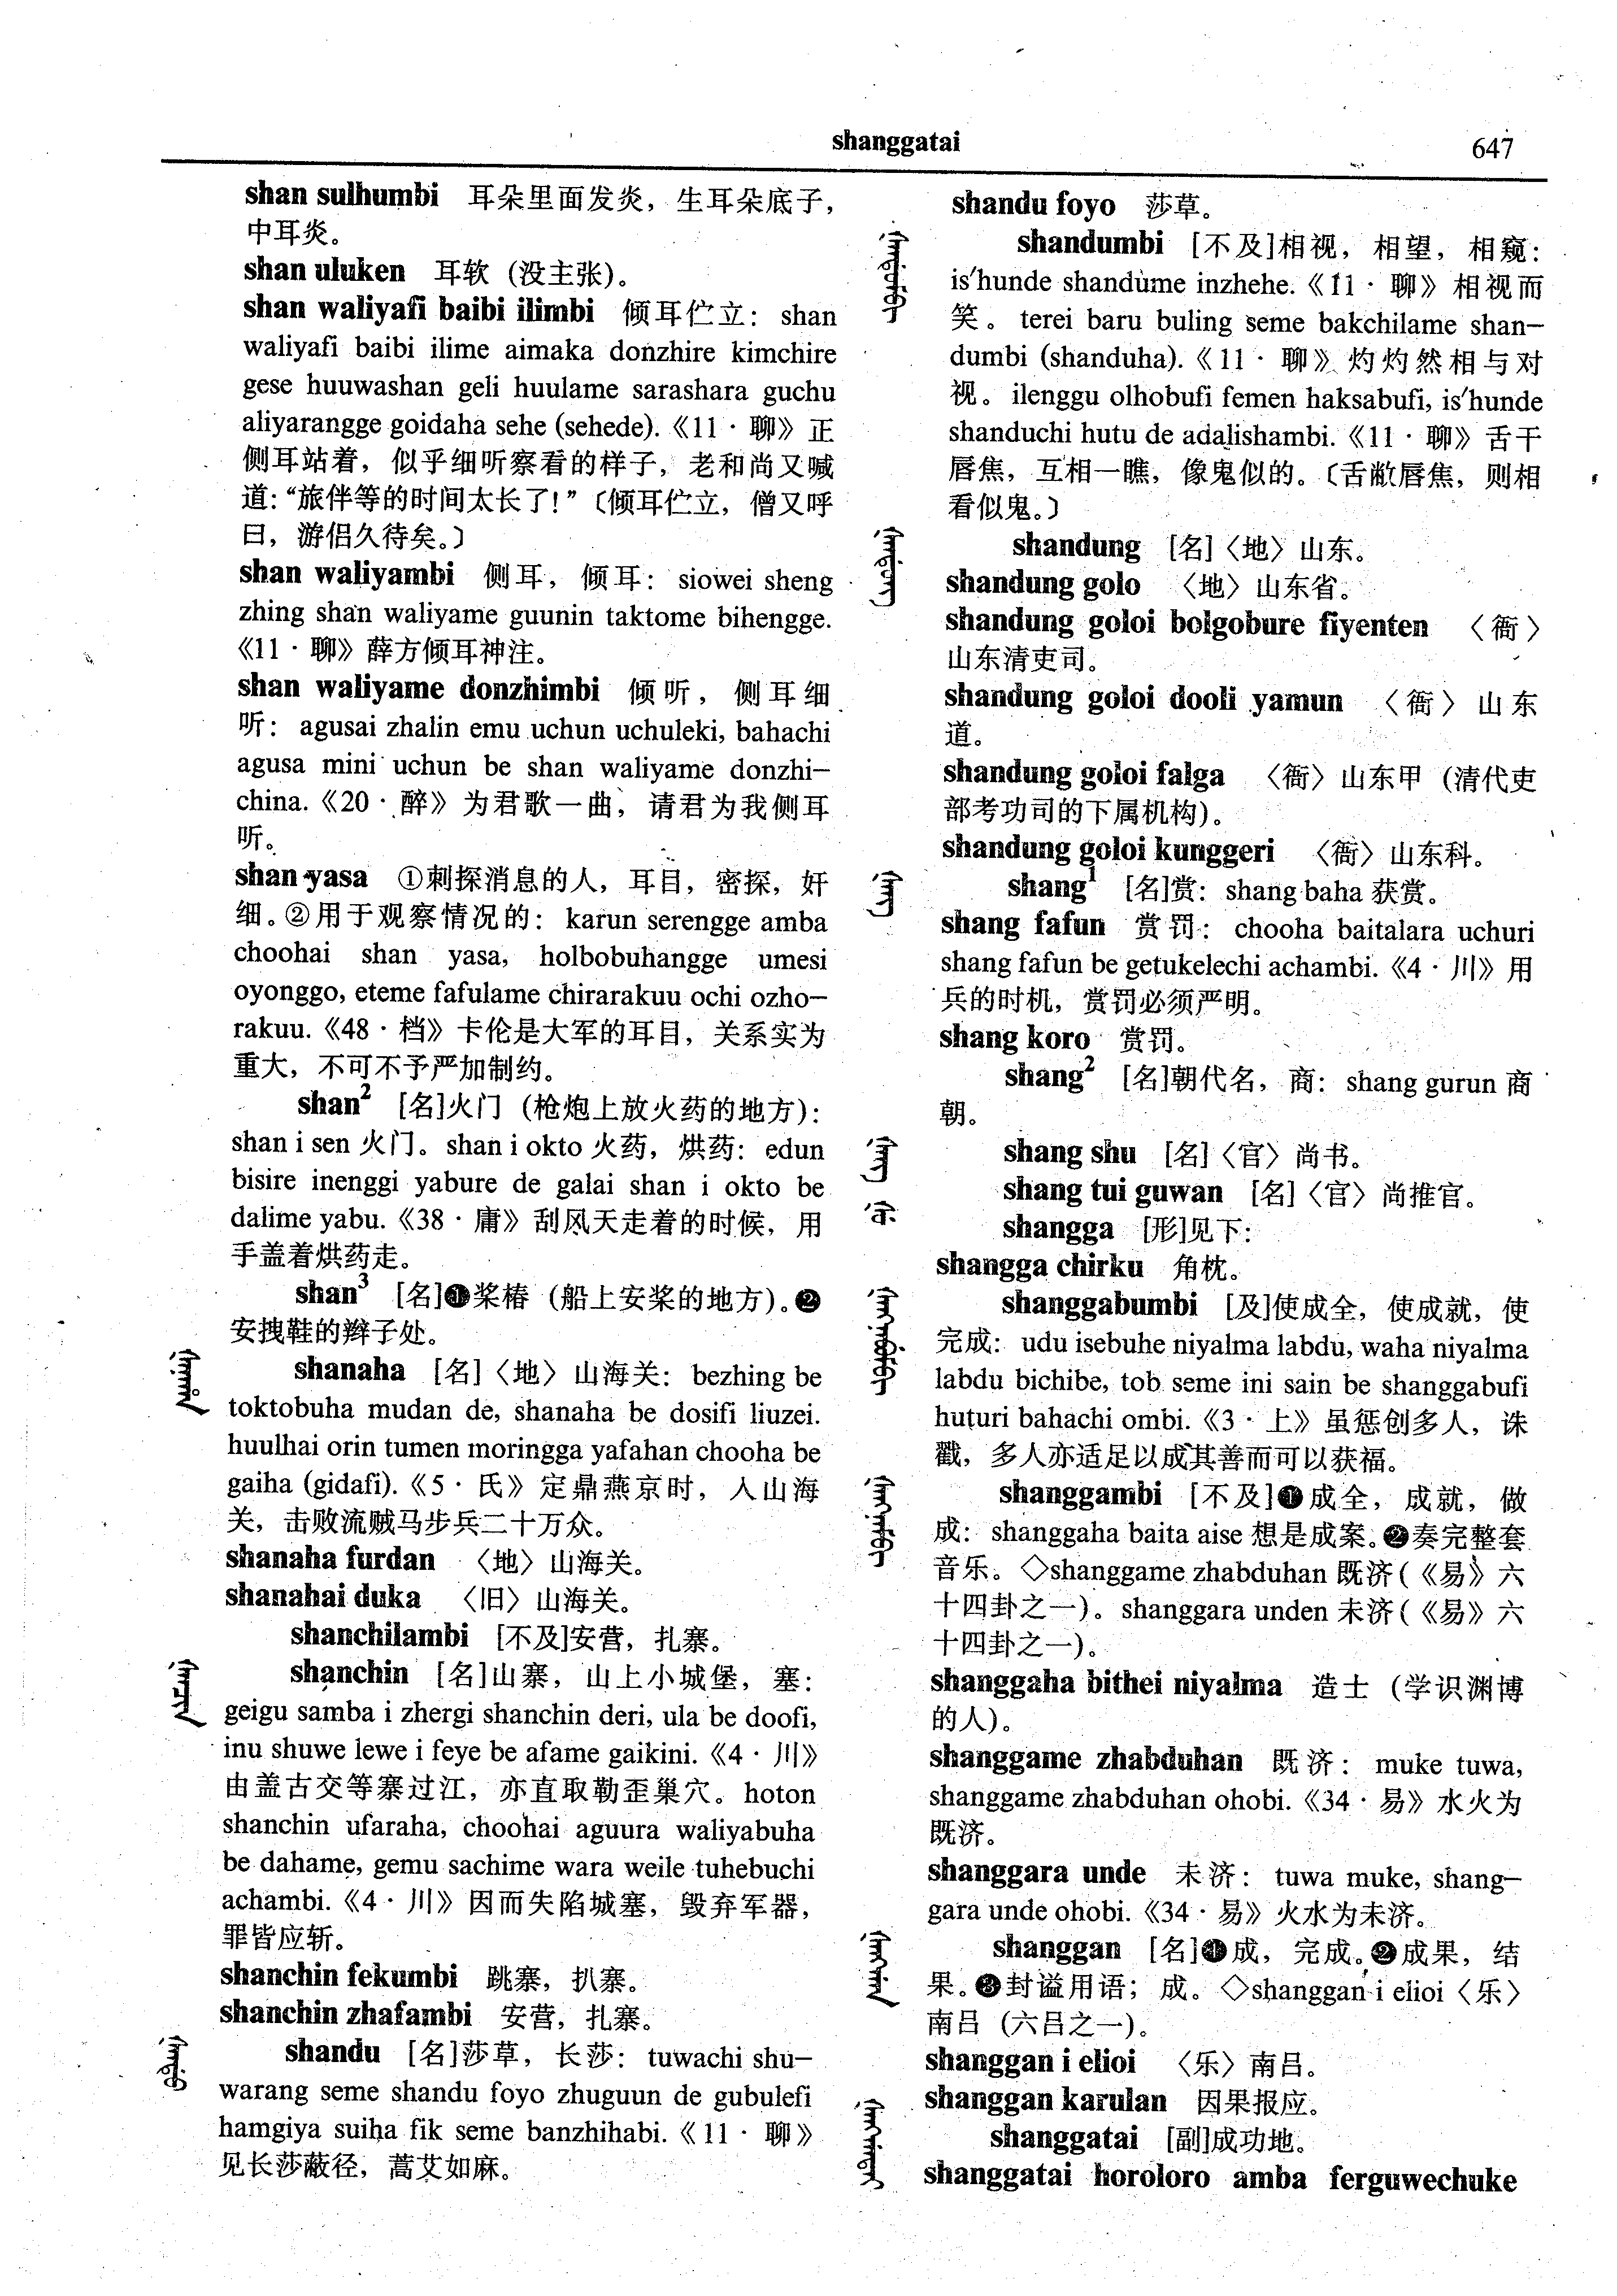 shanggatai
647
shan sulhumbi 耳朵里面发炎，生耳朵底子，
中耳炎。
shan uluken 耳软（没主张）。
shan waliyafi baibi ilimbi 倾耳伫立：shan
waliyafi baibi ilime aimaka donzhire kimchire
gese huuwashan geli huulame sarashara guchu
aliyarangge goidaha sehe (sehede).《11·聊》正
侧耳站着，似乎细听察看的样子，老和尚又喊
道：“旅伴等的时间太长了！”〔倾耳伫立，僧又呼
曰，游侣久待矣。〕
shan waliyambi 侧耳，倾耳：siowei sheng
zhing shan waliyame guunin taktome bihengge.
《11·聊》薛方倾耳神注。
shan waliyame donzhimbi 倾听，侧耳细
听：agusai zhalin emu uchun uchuleki, bahachi
agusa mini uchun be shan waliyame donzhi-
china.《20·醉》为君歌一曲，请君为我侧耳
听。
shan yasa ①刺探消息的人，耳目，密探，奸
细。②用于观察情况的：karun serengge amba
choohai shan yasa, holbobuhangge umesi
oyonggo, eteme fafulame chirarakuu ochi ozho-
rakuu.《48·档》卡伦是大军的耳目，关系实为
重大，不可不予严加制约。
shan² [名]火门（枪炮上放火药的地方）：
shan i sen 火门。shan i okto 火药，烘药：edun
bisire inenggi yabure de galai shan i okto be
dalime yabu.《38·庸》刮风天走着的时候，用
手盖着烘药走。
shan³ [名]❶桨椿（船上安桨的地方）。❷
安拽鞋的辫子处。
shanaha [名]〈地〉山海关：bezhing be
toktobuha mudan de, shanaha be dosifi liuzei.
huulhai orin tumen moringga yafahan chooha be
gaiha (gidafi).《5·氏》定鼎燕京时，人山海
关，击败流贼马步兵二十万众。
shanaha furdan 〈地〉山海关。
shanahai duka 〈旧〉山海关。
shanchilambi [不及]安营，扎寨。
shanchin [名]山寨，山上小城堡，塞：
geigu samba i zhergi shanchin deri, ula be doofi,
inu shuwe lewe i feye be afame gaikini.《4·川》
由盖古交等寨过江，亦直取勒歪巢穴。hoton
shanchin ufaraha, choohai aguura waliyabuha
be dahame, gemu sachime wara weile tuhebuchi
achambi.《4·川》因而失陷城塞，毁弃军器，
罪皆应斩。
shanchin fekumbi 跳寨，扒寨。
shanchin zhafambi 安营，扎寨。
shandu [名]莎草，长莎：tuwachi shu-
warang seme shandu foyo zhuguun de gubulefi
hamgiya suiha fik seme banzhihabi.《11·聊》
见长莎蔽径，蒿艾如麻。
shandu foyo 莎草。
shandumbi [不及]相视，相望，相窥：
is'hunde shandume inzhehe.《11·聊》相视而
笑。terei baru buling seme bakchilame shan-
dumbi (shanduha).《11·聊》灼灼然相与对
视。ilenggu olhobufi femen haksabufi, is'hunde
shanduchi hutu de adalishambi.《11·聊》舌干
唇焦，互相一瞧，像鬼似的。〔舌敝唇焦，则相
看似鬼。〕
shandung [名]〈地〉山东。
shandung golo 〈地〉山东省。
shandung goloi bolgobure fiyenten 〈衙〉
山东清吏司。
shandung goloi dooli yamun 〈衙〉山东
道。
shandung goloi falga 〈衙〉山东甲（清代吏
部考功司的下属机构）。
shandung goloi kunggeri 〈衙〉山东科。
shang¹ [名]赏：shang baha 获赏。
shang fafun 赏罚：chooha baitalara uchuri
shang fafun be getukelechi achambi.《4·川》用
兵的时机，赏罚必须严明。
shang koro 赏罚。
shang² [名]朝代名，商：shang gurun 商
朝。
shang shu [名]〈官〉尚书。
shang tui guwan [名]〈官〉尚推官。
shangga [形]见下：
shangga chirku 角枕。
shanggabumbi [及]使成全，使成就，使
完成：udu isebuhe niyalma labdu, waha niyalma
labdu bichibe, tob seme ini sain be shanggabufi
huturi bahachi ombi.《3·上》虽惩创多人，诛
戮，多人亦适足以成其善而可以获福。
shanggambi [不及]❶成全，成就，做
成：shanggaha baita aise 想是成案。❷奏完整套
音乐。◇shanggame zhabduhan 既济(《易》六
十四卦之一)。shanggara unden 未济(《易》六
十四卦之一)。
shanggaha bithei niyalma 造士（学识渊博
的人）。
shanggame zhabduhan 既济：muke tuwa,
shanggame zhabduhan ohobi.《34·易》水火为
既济。
shanggara unde 未济：tuwa muke, shang-
gara unde ohobi.《34·易》火水为未济。
shanggan [名]❶成，完成。❷成果，结
果。❸封谥用语；成。◇shanggan i elioi〈乐〉
南吕（六吕之一）。
shanggan i elioi 〈乐〉南吕。
shanggan karulan 因果报应。
shanggatai [副]成功地。
shanggatai horoloro amba ferguwechuke